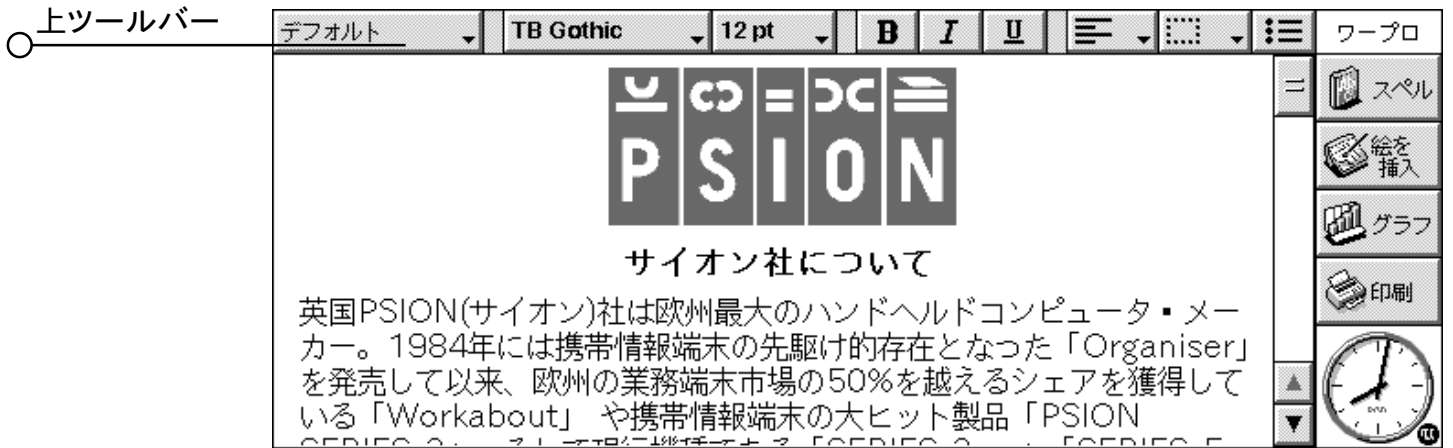 上ツールバー
デフォルト TB Gothic 12 pt B I U ワープロ
スペル
絵を
挿入
グラフ
印刷
PSION
サイオン社について
英国PSION(サイオン)社は欧州最大のハンドヘルドコンピュータ・メー
カー。1984年には携帯情報端末の先駆け的存在となつた「Organiser」
を発売して以来、欧州の業務端末市場の50%を越えるシェアを獲得して
いる「Workabout」 や携帯情報端末の大ヒット製品「PSION